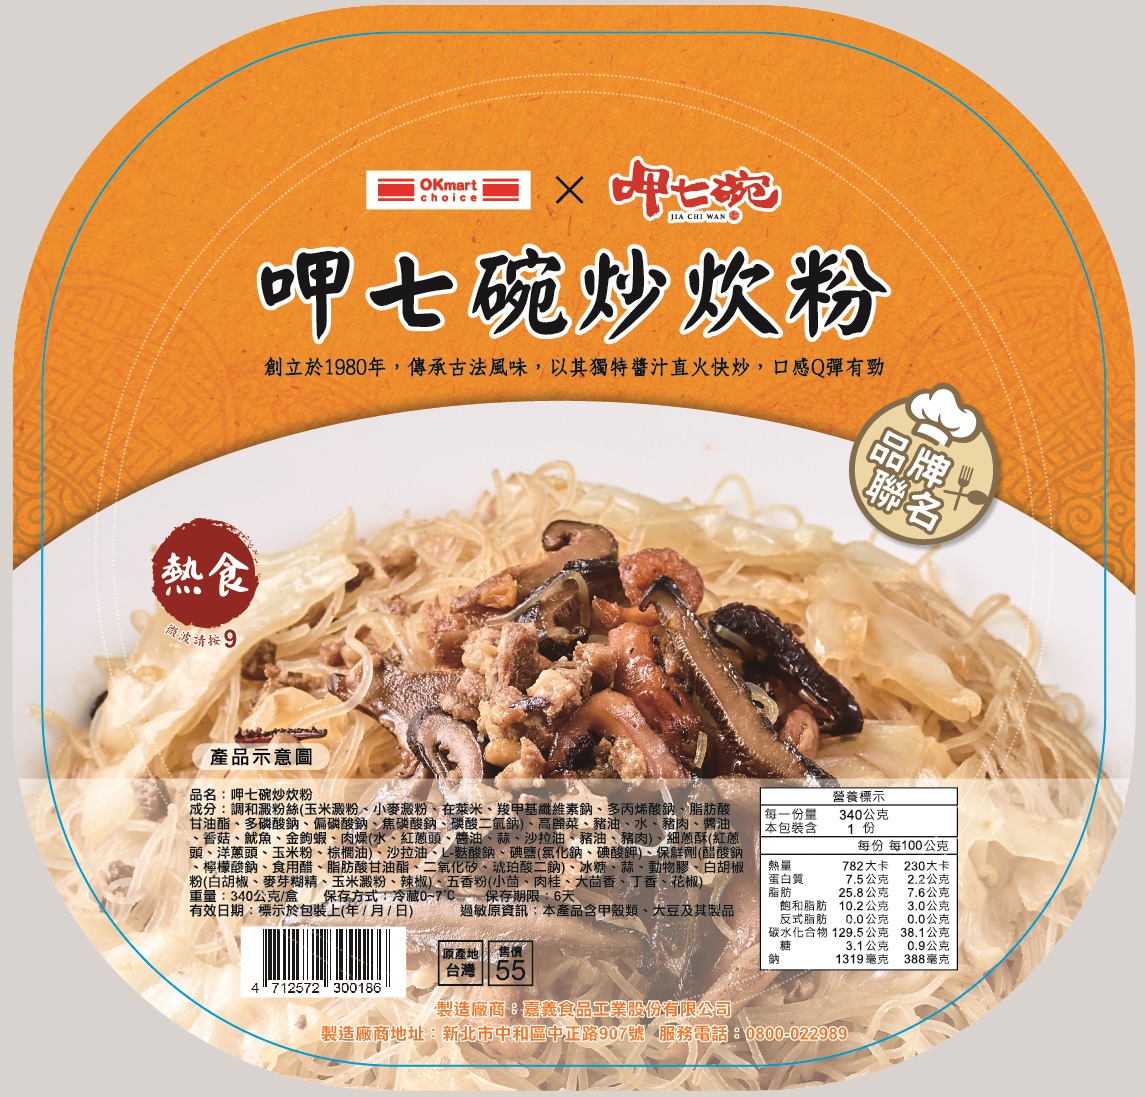 OKmart
choice
×
呷七碗
JIA CHI WAN
呷七碗炒炊粉
創立於1980年，傳承古法風味，以其獨特醬汁直火快炒，口感Q彈有勁
品牌
聯名
熱食
微波請按9
產品示意圖
品名：呷七碗炒炊粉
成分：調和澱粉絲(玉米澱粉、小麥澱粉、在萊米、羧甲基纖維素鈉、多丙烯酸鈉、脂肪酸
甘油酯、多磷酸鈉、偏磷酸鈉、焦磷酸鈉、磷酸二氫鈉)、高麗菜、豬油、水、豬肉、醬油
、香菇、魷魚、金鉤蝦、肉燥(水、紅蔥頭、醬油、蒜、沙拉油、豬油、豬肉)、細蔥酥(紅蔥
頭、洋蔥頭、玉米粉、棕櫚油)、沙拉油、L-麩酸鈉、碘鹽(氯化鈉、碘酸鉀)、保鮮劑(醋酸鈉
、檸檬酸鈉、食用醋、脂肪酸甘油酯、二氧化矽、琥珀酸二鈉)、冰糖、蒜、動物膠、白胡椒
粉(白胡椒、麥芽糊精、玉米澱粉、辣椒)、五香粉(小茴、肉桂、大茴香、丁香、花椒)
重量：340公克/盒 保存方式：冷藏0~7℃ 保存期限：6天
有效日期：標示於包裝上(年/月/日) 過敏原資訊：本產品含甲殼類、大豆及其製品
營養標示
每一份量 340公克
本包裝含 1 份
每份 每100公克
熱量 782大卡 230大卡
蛋白質 7.5公克 2.2公克
脂肪 25.8公克 7.6公克
飽和脂肪 10.2公克 3.0公克
反式脂肪 0.0公克 0.0公克
碳水化合物 129.5公克 38.1公克
糖 3.1公克 0.9公克
鈉 1319毫克 388毫克
4 712572 300186
原產地
台灣
售價
55
製造廠商：嘉義食品工業股份有限公司
製造廠商地址：新北市中和區中正路907號 服務電話：0800-022989